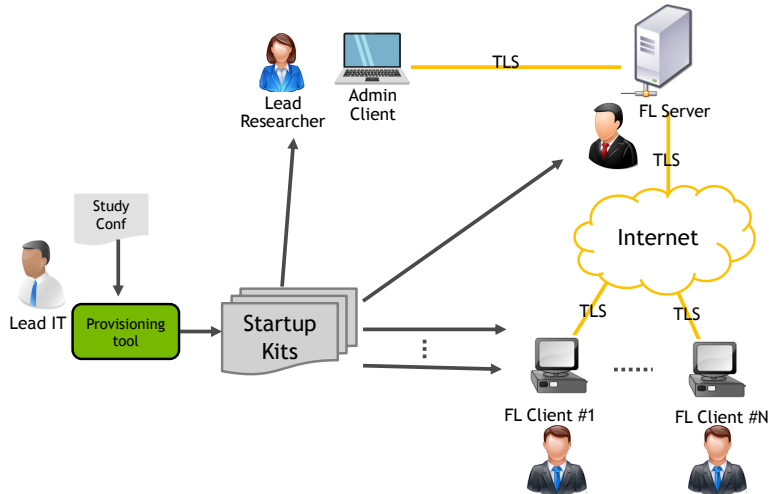 TLS
Lead
Researcher
Admin
Client
FL Server
TLS
Study
Conf
Internet
Lead IT
Provisioning
tool
Startup
Kits
TLS
TLS
FL Client #1
FL Client #N